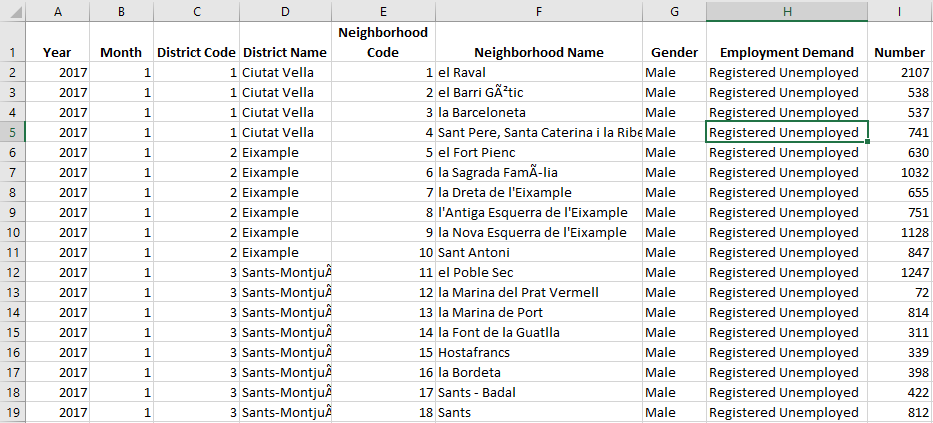 A B C D E F G H I
1 Year Month District Code District Name Neighborhood Code Neighborhood Name Gender Employment Demand Number
2 2017 1 1 Ciutat Vella 1 el Raval Male Registered Unemployed 2107
3 2017 1 1 Ciutat Vella 2 el Barri GÃ²tic Male Registered Unemployed 538
4 2017 1 1 Ciutat Vella 3 la Barceloneta Male Registered Unemployed 537
5 2017 1 1 Ciutat Vella 4 Sant Pere, Santa Caterina i la Ribe Male Registered Unemployed 741
6 2017 1 2 Eixample 5 el Fort Pienc Male Registered Unemployed 630
7 2017 1 2 Eixample 6 la Sagrada FamÃ-lia Male Registered Unemployed 1032
8 2017 1 2 Eixample 7 la Dreta de l'Eixample Male Registered Unemployed 655
9 2017 1 2 Eixample 8 l'Antiga Esquerra de l'Eixample Male Registered Unemployed 751
10 2017 1 2 Eixample 9 la Nova Esquerra de l'Eixample Male Registered Unemployed 1128
11 2017 1 2 Eixample 10 Sant Antoni Male Registered Unemployed 847
12 2017 1 3 Sants-MontjuÃ 11 el Poble Sec Male Registered Unemployed 1247
13 2017 1 3 Sants-MontjuÃ 12 la Marina del Prat Vermell Male Registered Unemployed 72
14 2017 1 3 Sants-MontjuÃ 13 la Marina de Port Male Registered Unemployed 814
15 2017 1 3 Sants-MontjuÃ 14 la Font de la Guatlla Male Registered Unemployed 311
16 2017 1 3 Sants-MontjuÃ 15 Hostafrancs Male Registered Unemployed 339
17 2017 1 3 Sants-MontjuÃ 16 la Bordeta Male Registered Unemployed 398
18 2017 1 3 Sants-MontjuÃ 17 Sants - Badal Male Registered Unemployed 422
19 2017 1 3 Sants-MontjuÃ 18 Sants Male Registered Unemployed 812